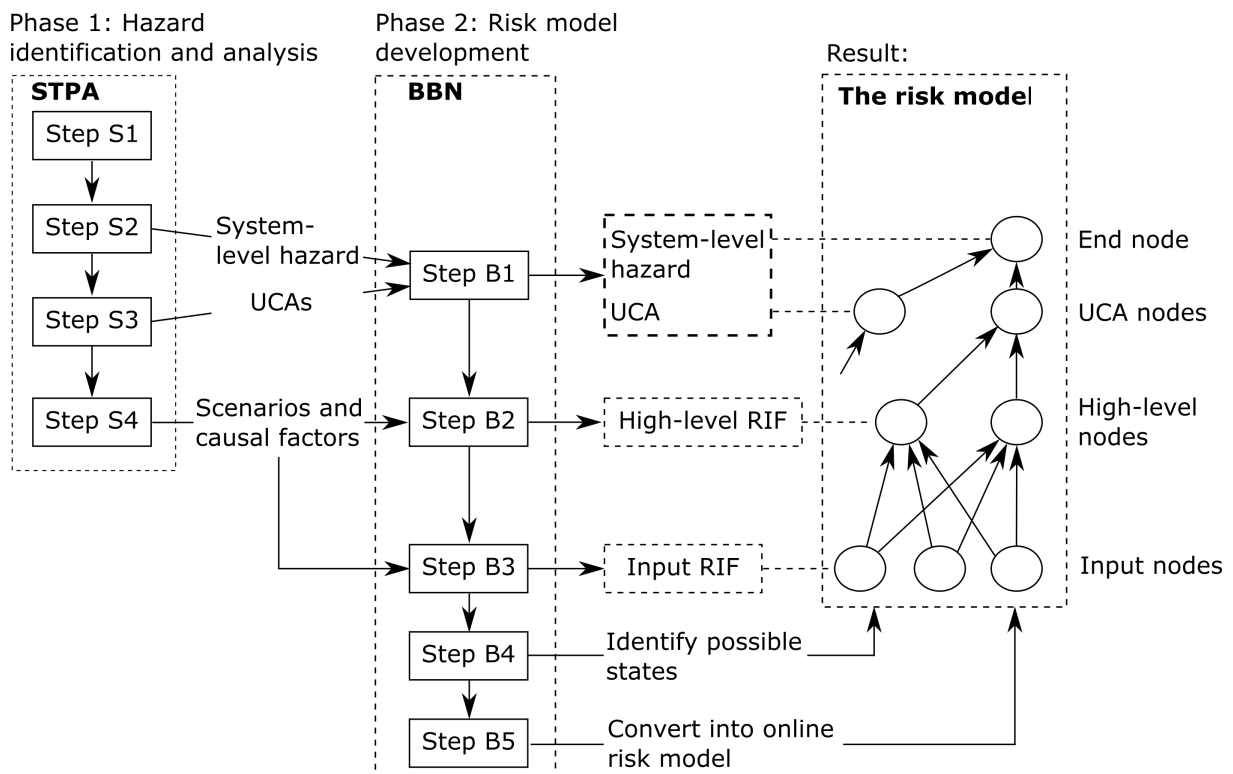 Phase 1: Hazard
identification and analysis
STPA
Step S1
Step S2
Step S3
Step S4
System-
level hazard
UCAs
Scenarios and
causal factors
Phase 2: Risk model
development
BBN
Step B1
Step B2
Step B3
Step B4
Step B5
System-level
hazard
UCA
High-level RIF
Input RIF
Identify possible
states
Convert into online
risk model
Result:
The risk model
End node
UCA nodes
High-level
nodes
Input nodes